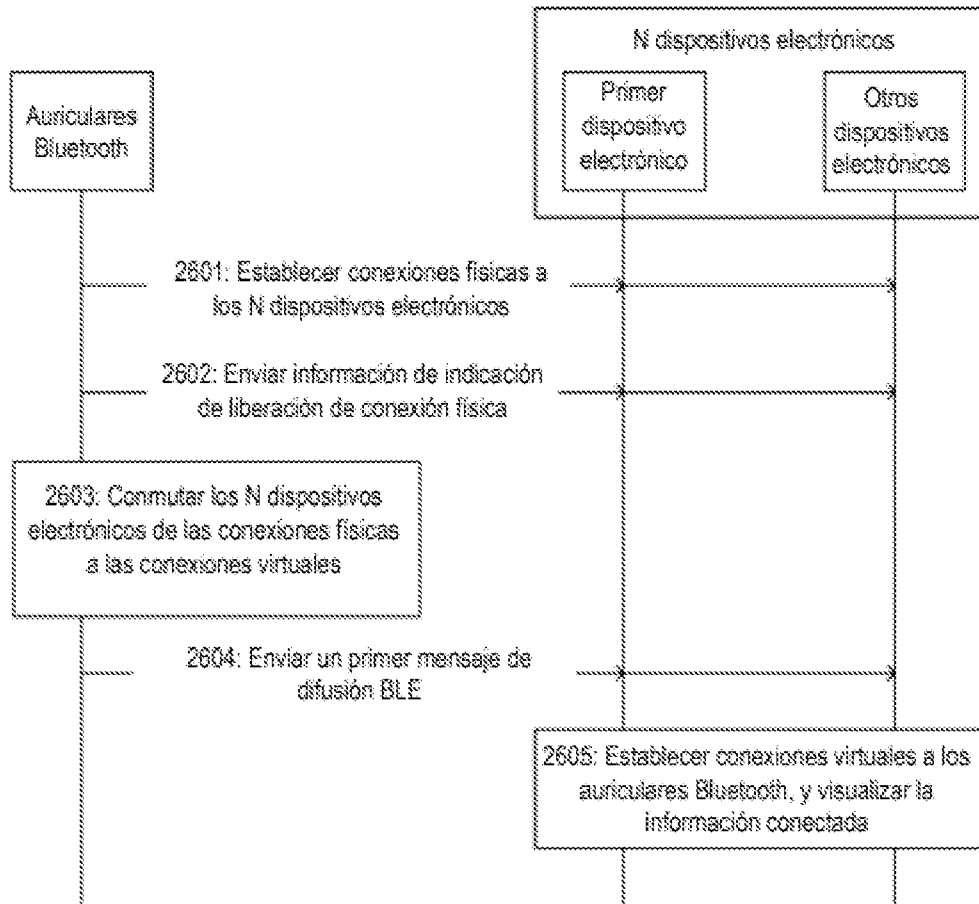 N dispositivos electrónicos
Auriculares
Bluetooth
Primer
dispositivo
electrónico
Otros
dispositivos
electrónicos
2601: Establecer conexiones físicas a
los N dispositivos electrónicos
2602: Enviar información de indicación
de liberación de conexión física
2603: Conmutar los N dispositivos
electrónicos de las conexiones físicas
a las conexiones virtuales
2604: Enviar un primer mensaje de
difusión BLE
2605: Establecer conexiones virtuales a los
auriculares Bluetooth, y visualizar la
información conectada